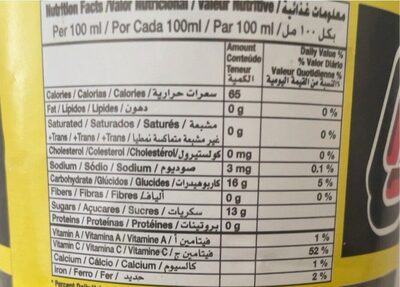 Nutrition Facts / Valor Nutricional / Valeur Nutritive / معلومات غذائية
Per 100 ml / Por Cada 100ml / Par 100 ml / بكل ١٠٠ مل
Amount Daily Value %
Conteúdo % Valor Diário
Teneur Valeur Quotidienne %
الكمية %النسبة من القيمة اليومية
Calories / Calorias / Calories / سعرات حرارية 65
Fat / Lípidos / Lipides / دهون 0 g 0 %
Saturated / Saturados / Saturés / مشبعة
+Trans / +Trans / +Trans / غير مشبعة متماكسة نمطيا 0 g 0 %
Cholesterol /Colesterol /Cholestérol / كولسترول 0 mg 0 %
Sodium / Sódio / Sodium / صوديوم 3 mg 0.1 %
Carbohydrate /Glúcidos / Glucides / كاربوهيدرات 16 g 5 %
Fibers / Fibras / Fibres / ألياف 0 g 0 %
Sugars / Açucares / Sucres / سكريات 13 g
Proteins / Proteínas / Protéines / بروتينات 0 g
Vitamin A / Vitamina A / Vitamine A / فيتامين أ 1 %
Vitamin C / Vitamina C / Vitamine C / فيتامين ج 52 %
Calcium / Cálcio / Calcium / كالسيوم 1 %
Iron / Ferro / Fer / حديد 2 %
* Percent Daily